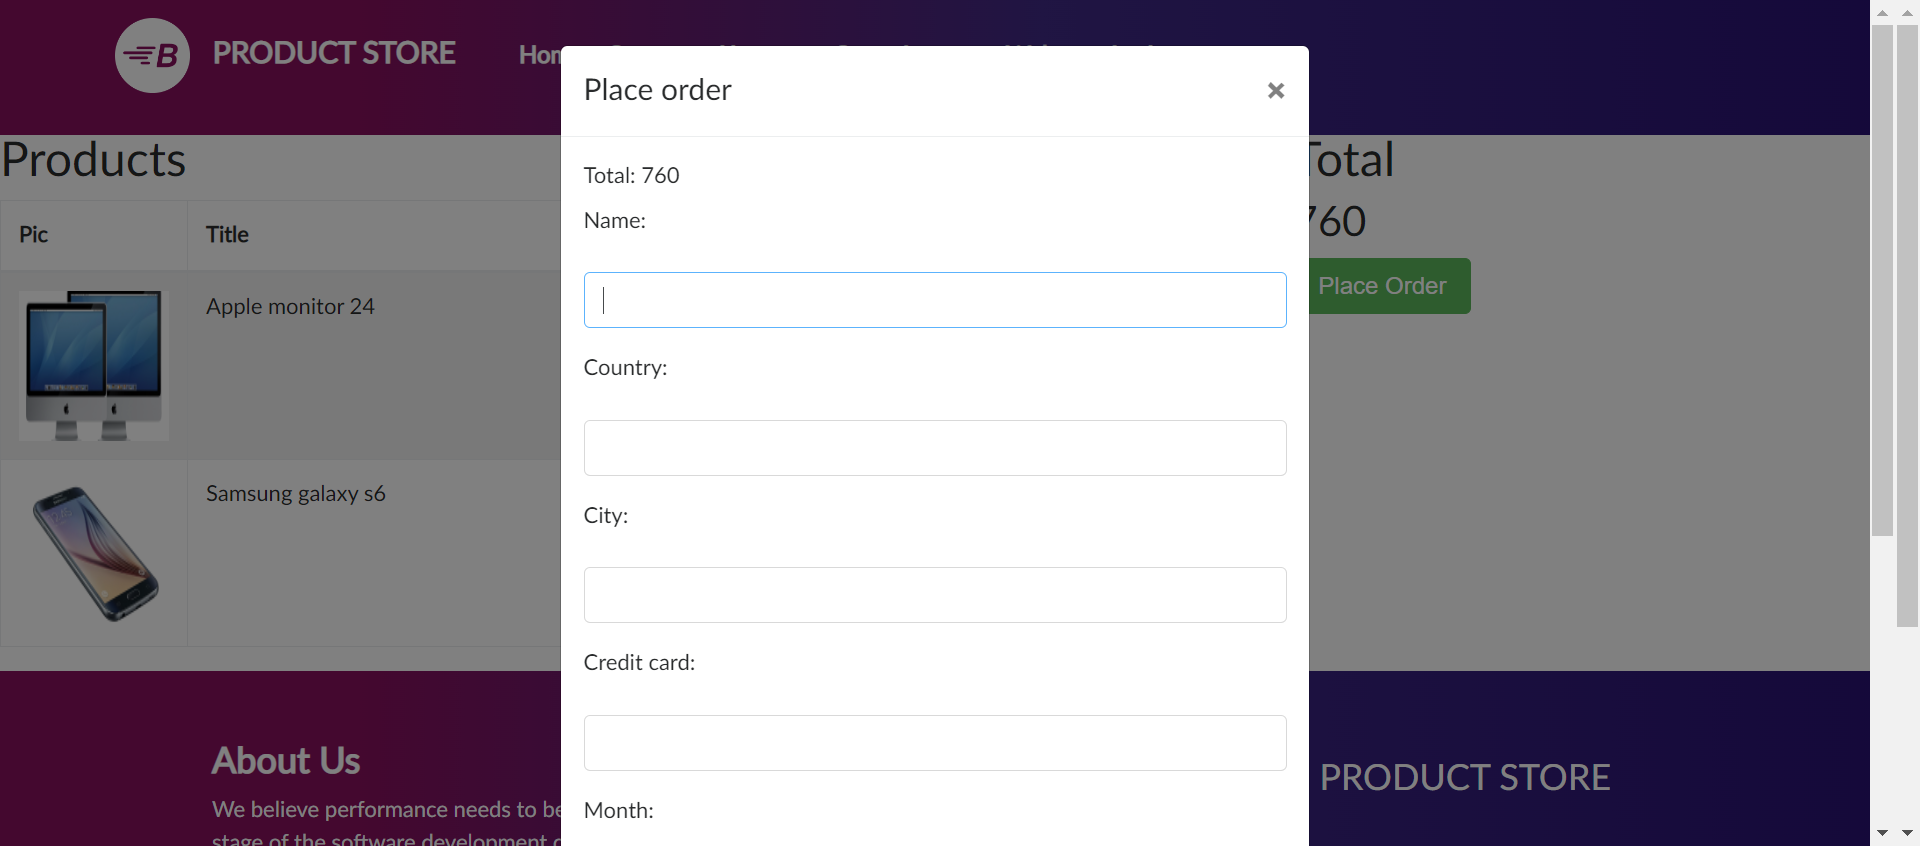 B PRODUCT STORE
Place order
×
Products
Total
Total: 760
760
Name:
Pic Title
Place Order
Apple monitor 24
Country:
Samsung galaxy s6
City:
Credit card:
About Us
PRODUCT STORE
We believe performance needs to be
Month:
stage of the software development